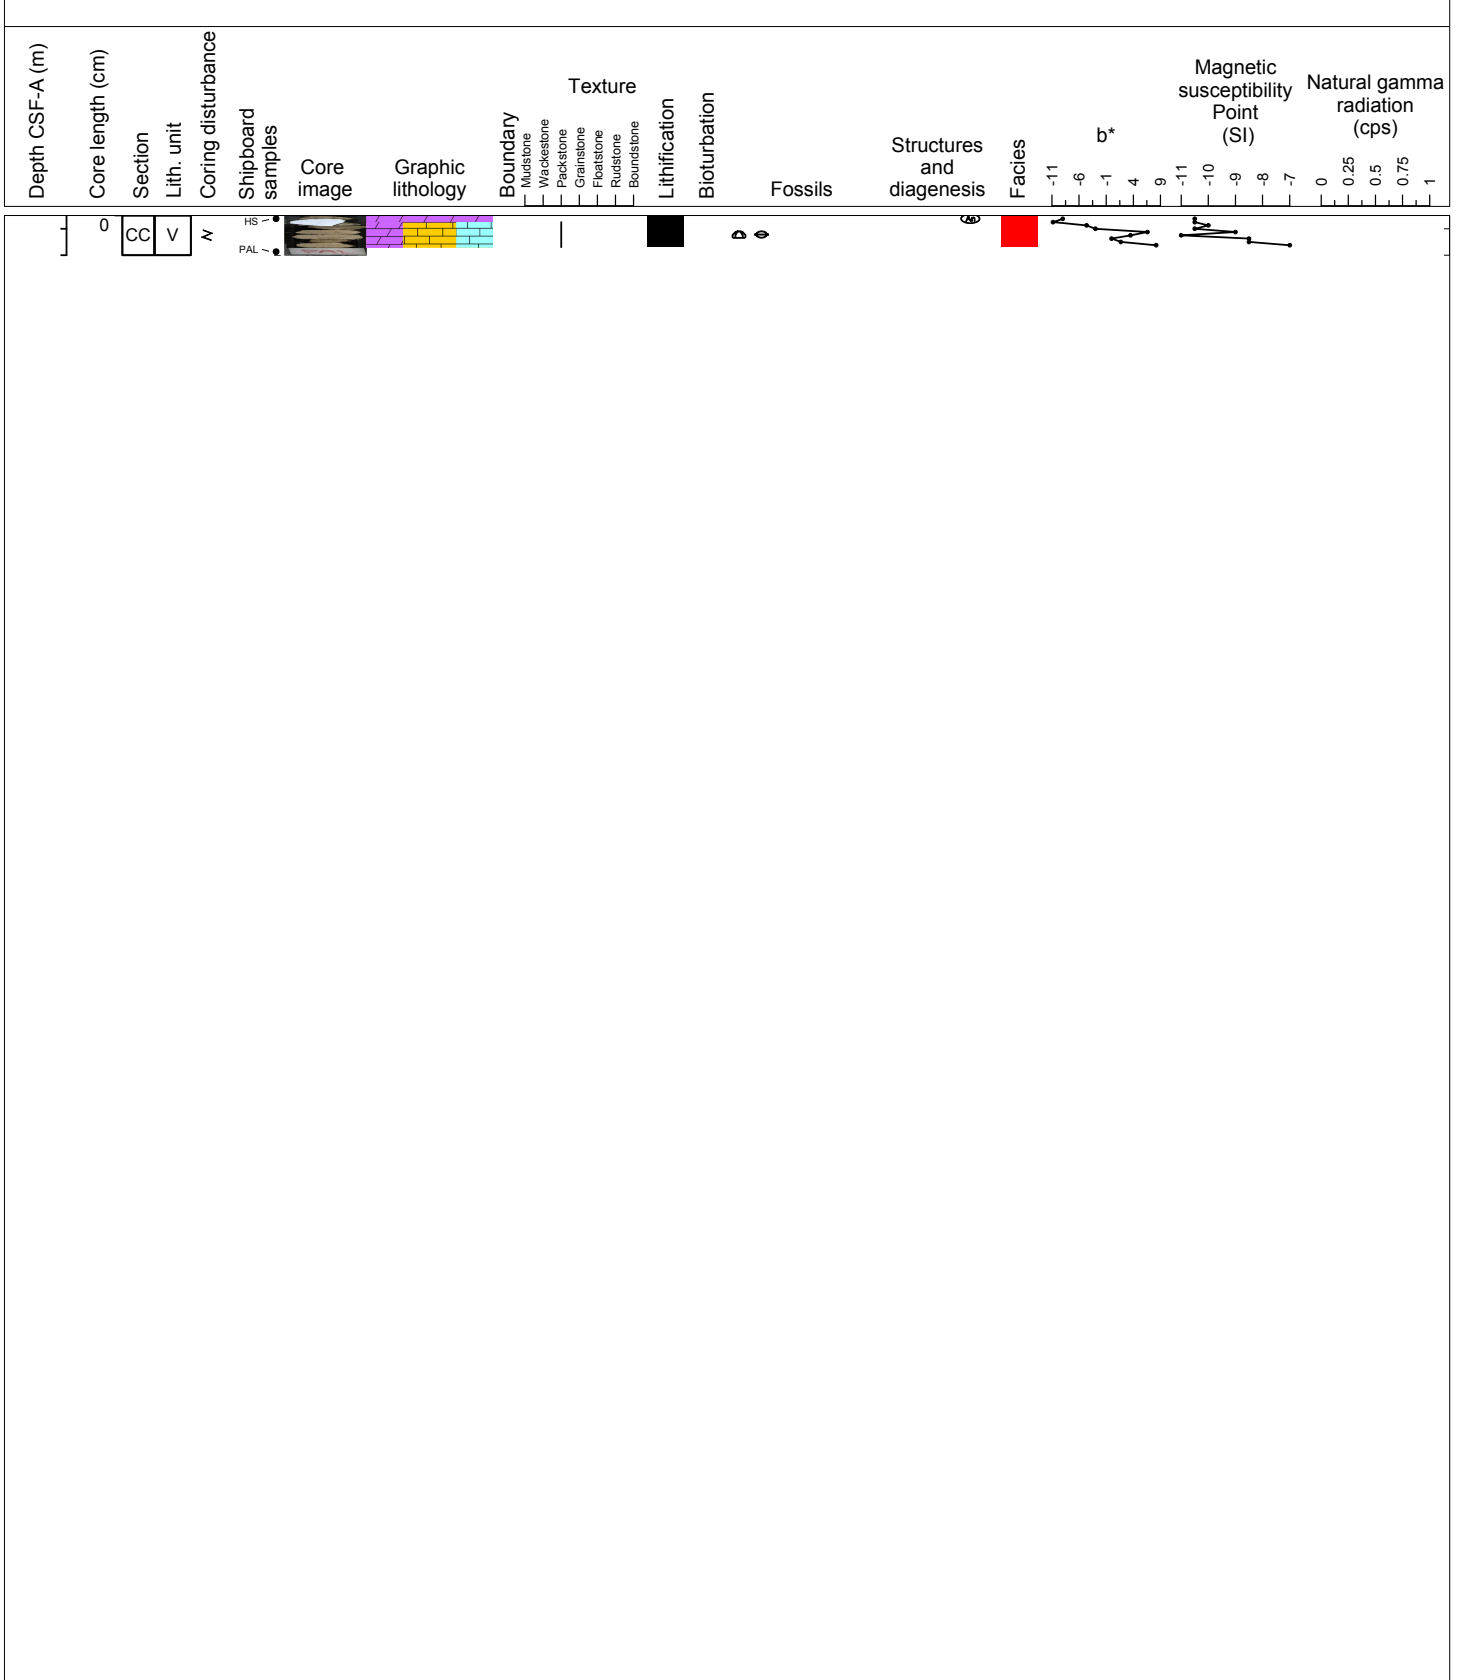 Depth CSF-A (m)
Core length (cm)
Section
Lith. unit
Coring disturbance
Shipboard
samples
Core
image
Graphic
lithology
Boundary
Texture
Mudstone
Wackestone
Packstone
Grainstone
Floatstone
Rudstone
Boundstone
Lithification
Bioturbation
Fossils
Structures
and
diagenesis
Facies
b*
-11 -6 -1 4 9
Magnetic
susceptibility
Point
(SI)
-11 -10 -9 -8 -7
Natural gamma
radiation
(cps)
0 0.25 0.5 0.75 1
0
CC
V
HS
PAL